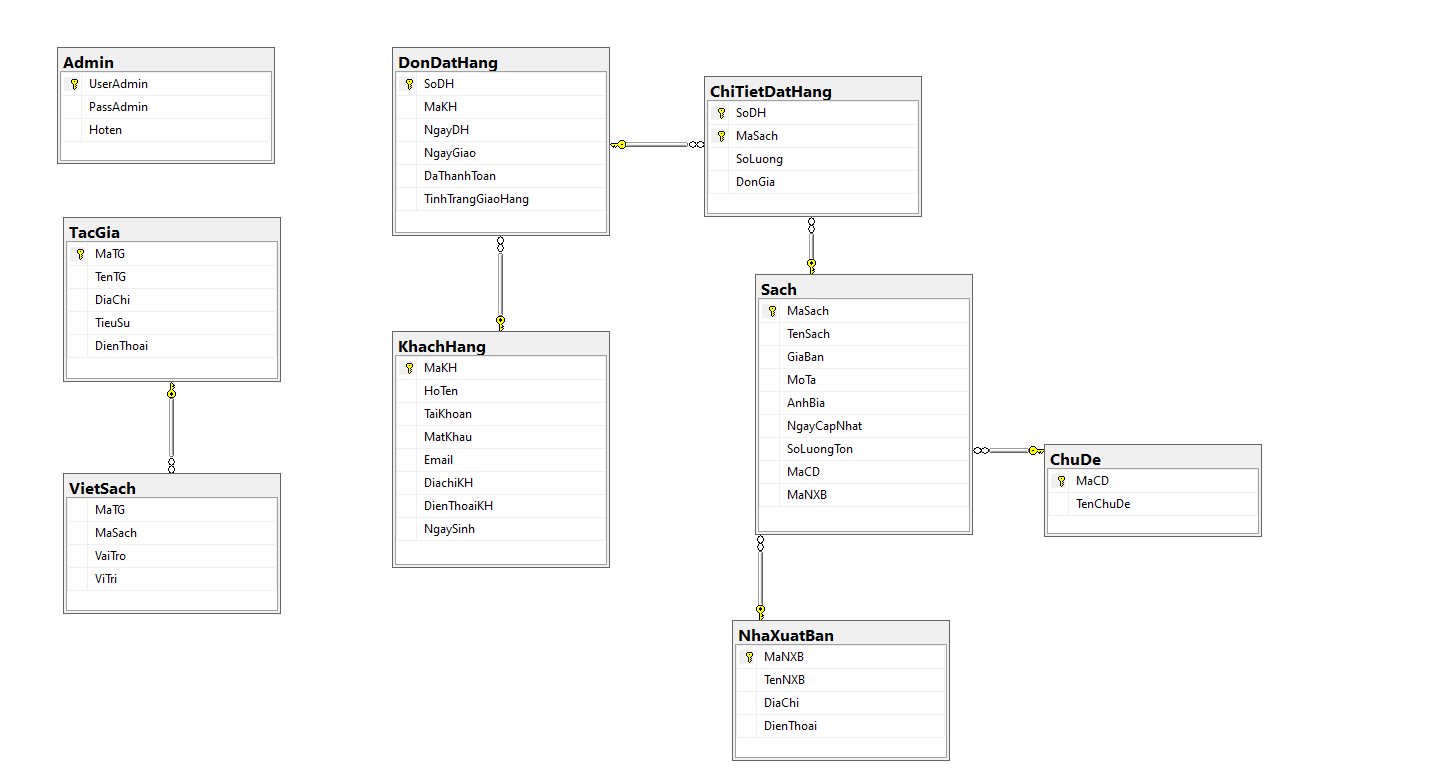 Admin
UserAdmin
PassAdmin
Hoten
DonDatHang
SoDH
MaKH
NgayDH
NgayGiao
DaThanhToan
TinhTrangGiaoHang
ChiTietDatHang
SoDH
MaSach
SoLuong
DonGia
TacGia
MaTG
TenTG
DiaChi
TieuSu
DienThoai
KhachHang
MaKH
HoTen
TaiKhoan
MatKhau
Email
DiachiKH
DienThoaiKH
NgaySinh
Sach
MaSach
TenSach
GiaBan
MoTa
AnhBia
NgayCapNhat
SoLuongTon
MaCD
MaNXB
ChuDe
MaCD
TenChuDe
VietSach
MaTG
MaSach
VaiTro
ViTri
NhaXuatBan
MaNXB
TenNXB
DiaChi
DienThoai